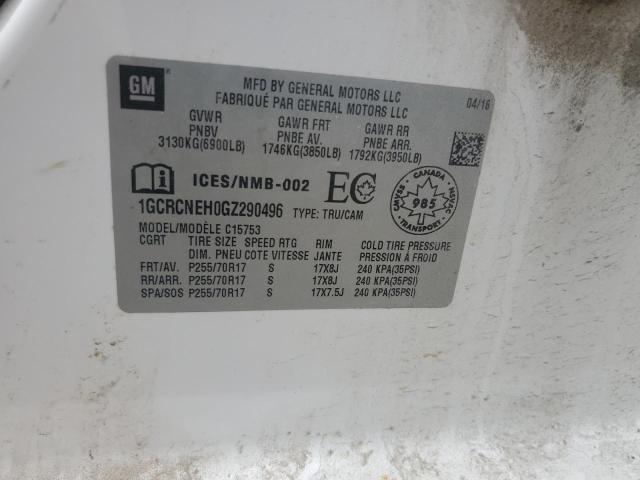 GM
MFD BY GENERAL MOTORS LLC
FABRIQUÉ PAR GENERAL MOTORS LLC
04/16
GVWR GAWR FRT GAWR RR
PNBV PNBE AV. PNBE ARR.
3130KG(6900LB) 1746KG(3850LB) 1792KG(3950LB)
ICES/NMB-002 EC
CANADA
CMVSS NSVAC
985
TRANSPORT
1GCRCNEH0GZ290496 TYPE: TRU/CAM
MODEL/MODÈLE C15753
CGRT TIRE SIZE SPEED RTG RIM COLD TIRE PRESSURE
DIM. PNEU COTE VITESSE JANTE PRESSION À FROID
FRT/AV. P255/70R17 S 17X8J 240 KPA(35PSI)
RR/ARR. P255/70R17 S 17X8J 240 KPA(35PSI)
SPA/SOS P255/70R17 S 17X7.5J 240 KPA(35PSI)